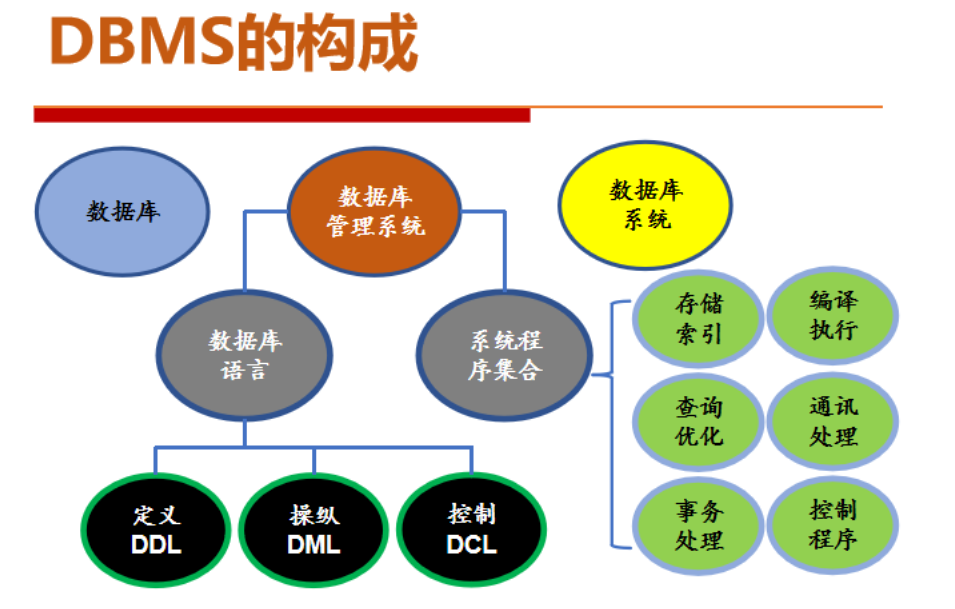 DBMS的构成
数据库
数据库
管理系统
数据库
系统
数据库
语言
系统程
序集合
存储
索引
编译
执行
查询
优化
通讯
处理
事务
处理
控制
程序
定义
DDL
操纵
DML
控制
DCL